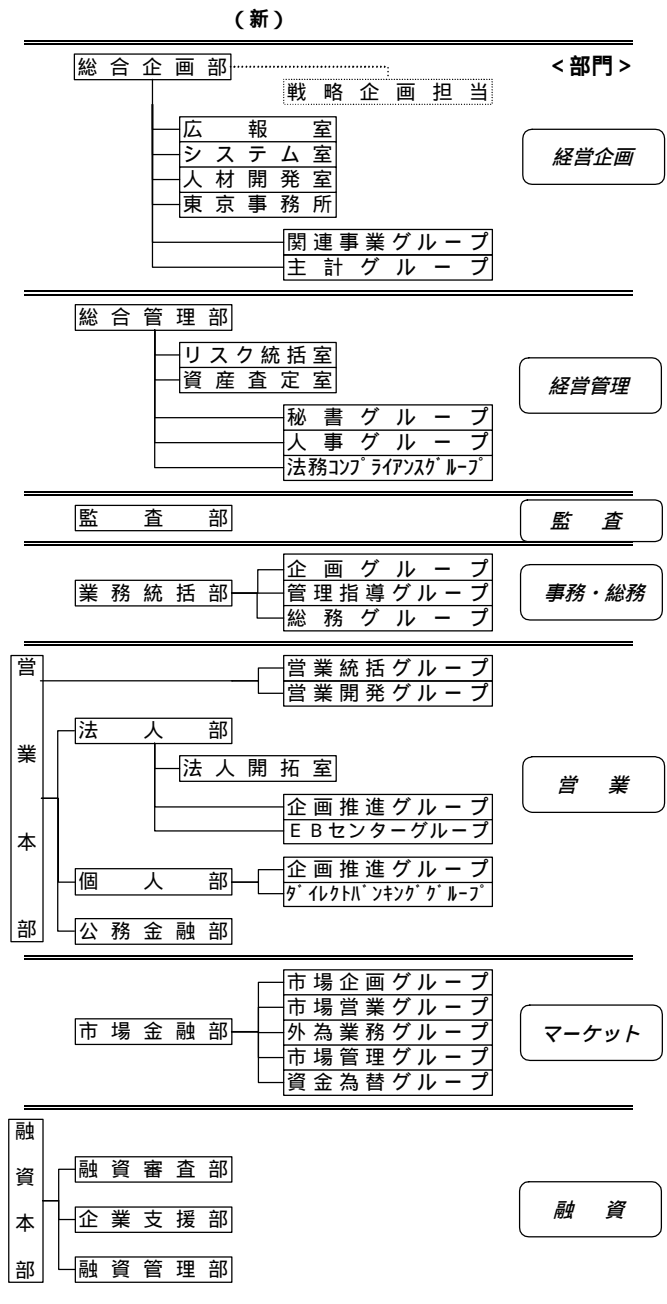 (新)
総合企画部
<部門>
戦略企画担当
広報室
システム室
人材開発室
東京事務所
経営企画
関連事業グループ
主計グループ
総合管理部
リスク統括室
資産査定室
経営管理
秘書グループ
人事グループ
法務ｺﾝﾌﾟﾗｲｱﾝｽｸﾞﾙｰﾌﾟ
監査部
監査
業務統括部
企画グループ
管理指導グループ
総務グループ
事務・総務
営業本部
営業統括グループ
営業開発グループ
法人部
法人開拓室
企画推進グループ
ＥＢセンターグループ
営業
個人部
企画推進グループ
ﾀﾞｲﾚｸﾄﾊﾞﾝｷﾝｸﾞｸﾞﾙｰﾌﾟ
公務金融部
市場金融部
市場企画グループ
市場営業グループ
外為業務グループ
市場管理グループ
資金為替グループ
マーケット
融資本部
融資審査部
企業支援部
融資管理部
融資